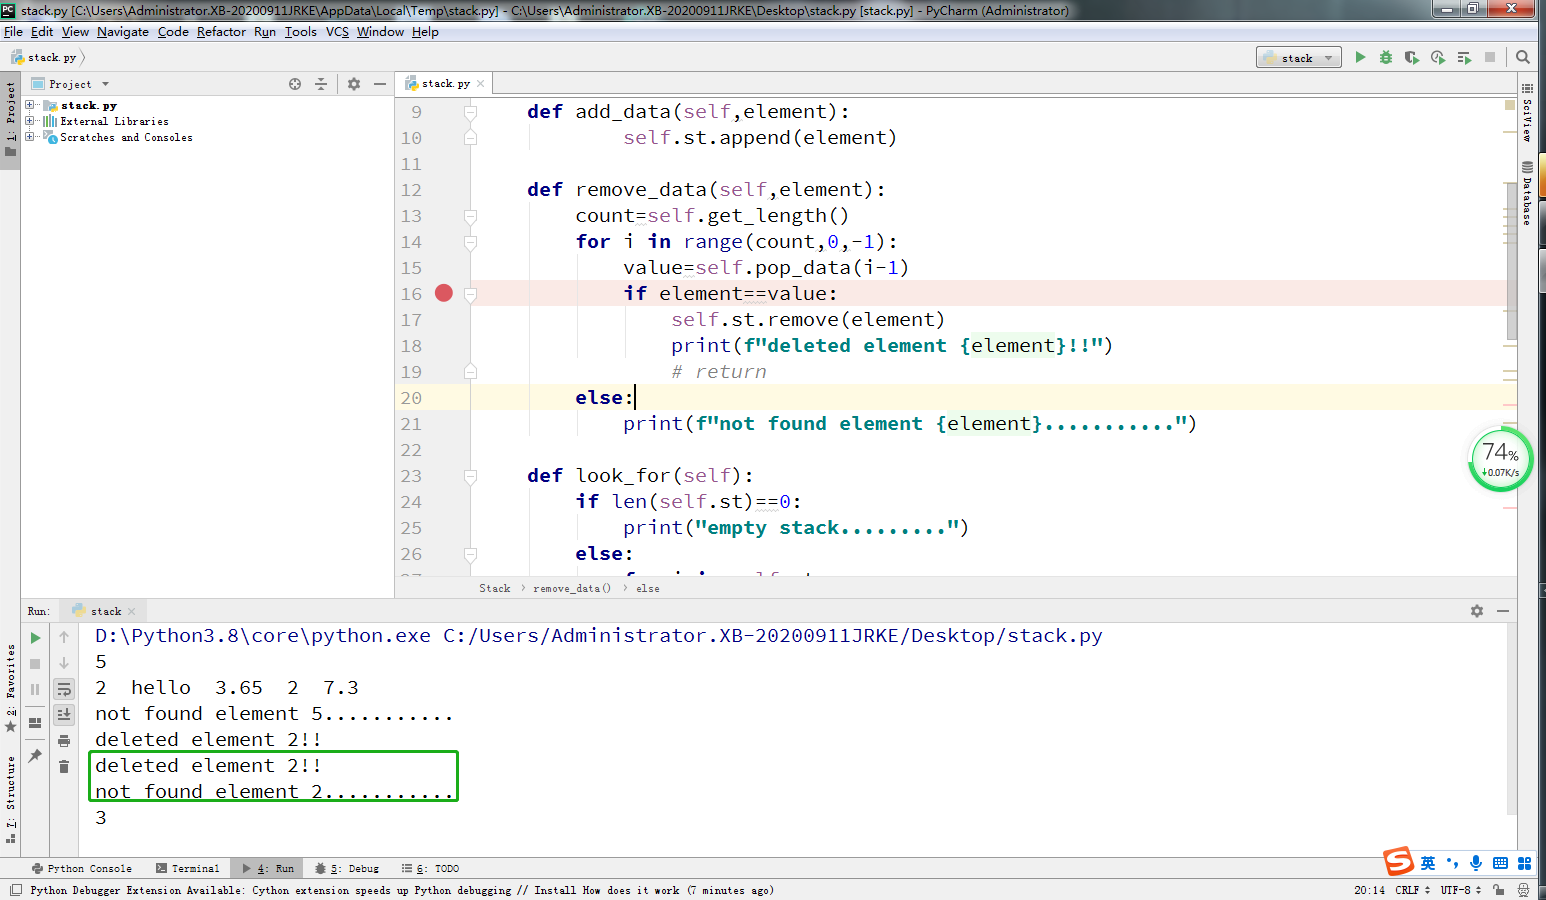 stack.py [C:\Users\Administrator.XB-20200911JRKE\AppData\Local\Temp\stack.py] - C:\Users\Administrator.XB-20200911JRKE\Desktop\stack.py [stack.py] - PyCharm (Administrator)
File Edit View Navigate Code Refactor Run Tools VCS Window Help
stack.py
stack
Project
stack.py
1: Project
stack.py
External Libraries
Scratches and Consoles
SciView
Database
9 def add_data(self,element):
10 self.st.append(element)
11
12 def remove_data(self,element):
13 count=self.get_length()
14 for i in range(count,0,-1):
15 value=self.pop_data(i-1)
16 if element==value:
17 self.st.remove(element)
18 print(f"deleted element {element}!!")
19 # return
20 else:
21 print(f"not found element {element}...........")
22
23 def look_for(self):
24 if len(self.st)==0:
25 print("empty stack.........")
26 else:
74%
0.07K/s
Stack remove_data() else
Run: stack
2: Favorites
7: Structure
D:\Python3.8\core\python.exe C:/Users/Administrator.XB-20200911JRKE/Desktop/stack.py
5
2 hello 3.65 2 7.3
not found element 5...........
deleted element 2!!
deleted element 2!!
not found element 2...........
3
Python Console Terminal 4: Run 5: Debug 6: TODO
S 英
Python Debugger Extension Available: Cython extension speeds up Python debugging // Install How does it work (7 minutes ago)
20:14 CRLF UTF-8